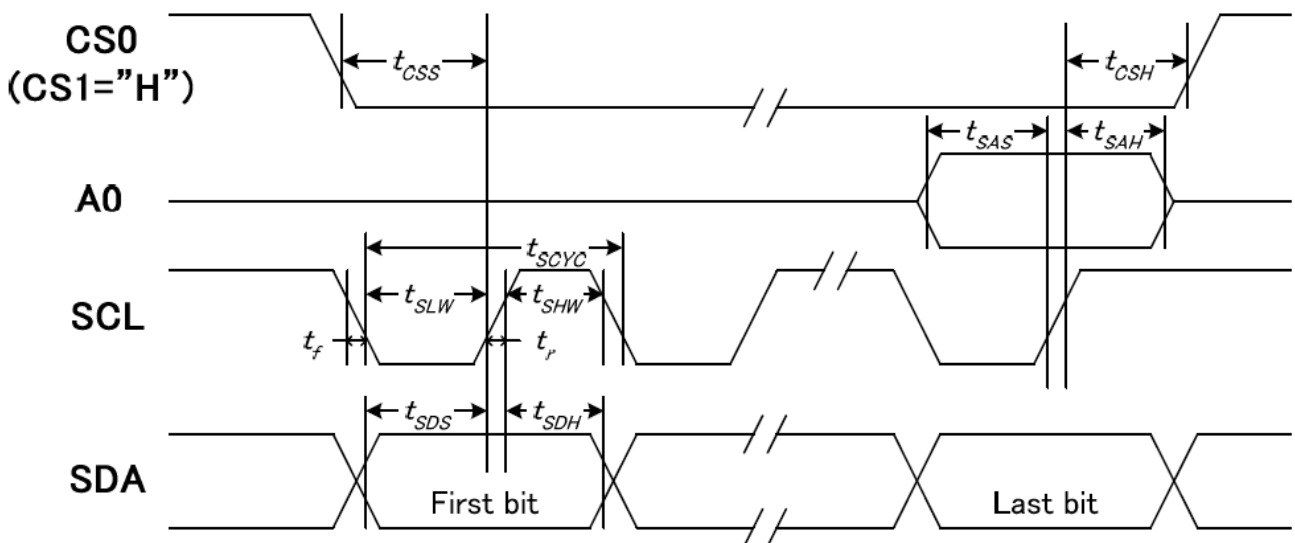 CS0
(CS1="H")
tCSS
tCSH
tSAS
tSAH
A0
tSCYC
SCL
tSLW
tSHW
tf
tr
tSDS
tSDH
SDA
First bit
Last bit